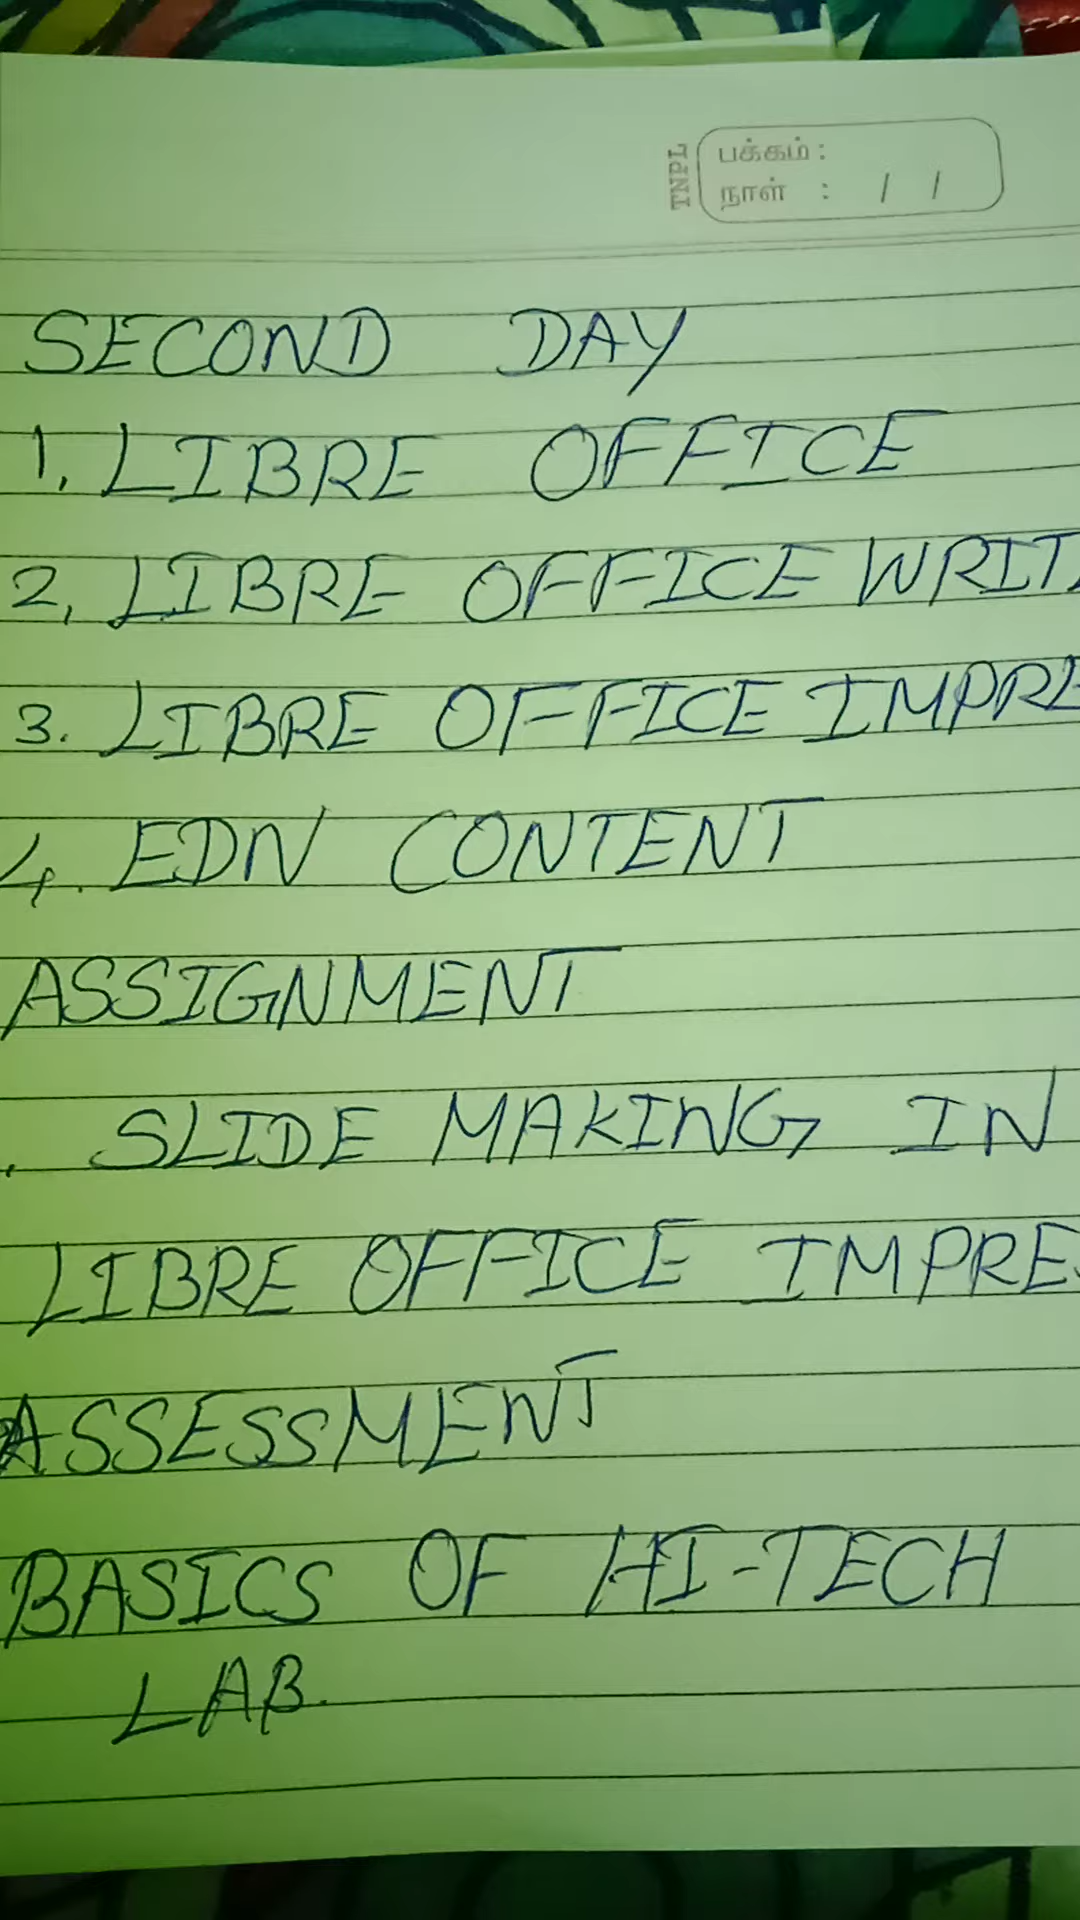 TNPL
பக்கம் :
நாள் : / /
SECOND DAY
1. LIBRE OFFICE
2. LIBRE OFFICE WRIT
3. LIBRE OFFICE IMPRE
4. EDN CONTENT
ASSIGNMENT
. SLIDE MAKING IN
LIBRE OFFICE IMPRE
ASSESSMENT
BASICS OF HI-TECH
LAB.